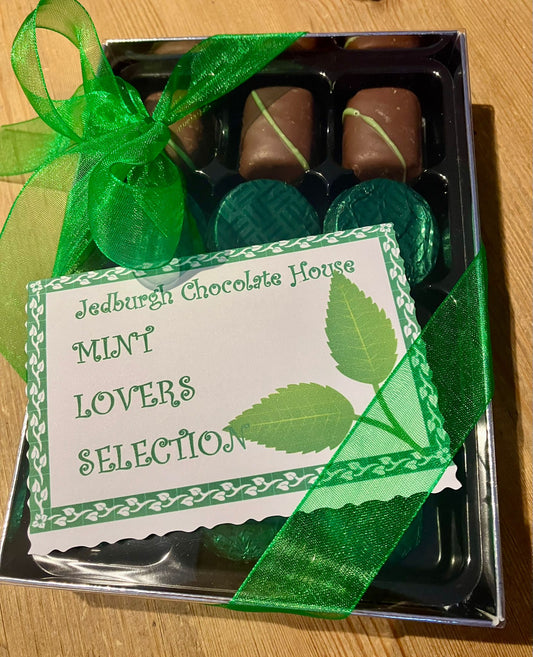 Jedburgh Chocolate House
MINT
LOVERS
SELECTION